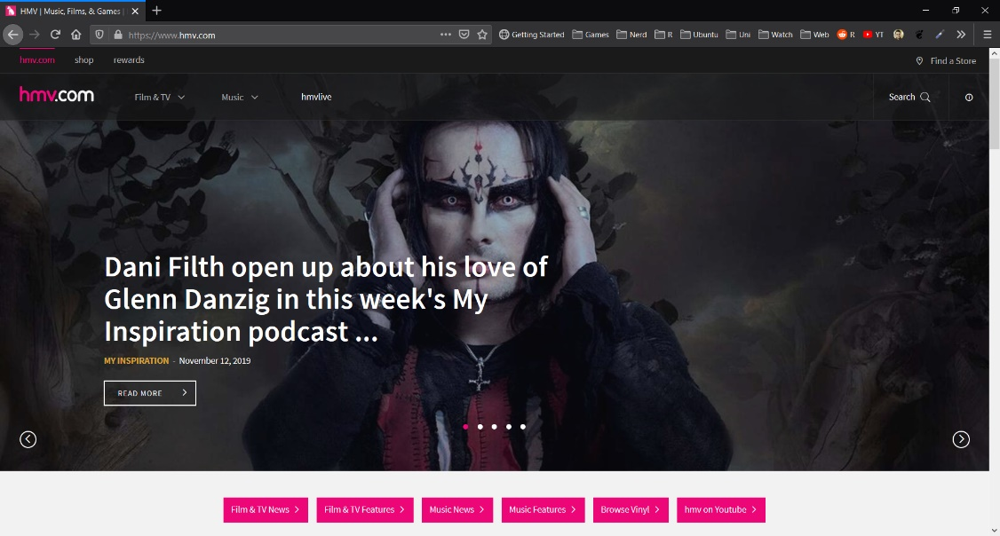 HMV | Music, Films, & Games |
https://www.hmv.com
Getting Started
Games
Nerd
R
Ubuntu
Uni
Watch
Web
R
YT
hmv.com
shop
rewards
Find a Store
hmv.com
Film & TV
Music
hmvlive
Search
Dani Filth open up about his love of
Glenn Danzig in this week's My
Inspiration podcast ...
MY INSPIRATION - November 12, 2019
READ MORE
Film & TV News
Film & TV Features
Music News
Music Features
Browse Vinyl
hmv on Youtube